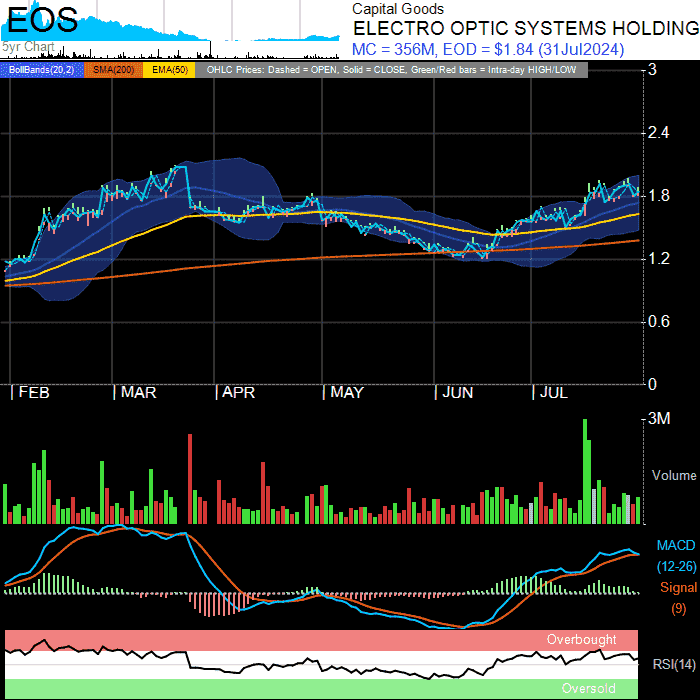 EOS
5yr Chart
Capital Goods
ELECTRO OPTIC SYSTEMS HOLDING
MC = 356M, EOD = $1.84 (31Jul2024)
BollBands(20,2) SMA(200) EMA(50) OHLC Prices: Dashed = OPEN, Solid = CLOSE, Green/Red bars = Intra-day HIGH/LOW
3
2.4
1.8
1.2
0.6
0
| FEB | MAR | APR | MAY | JUN | JUL
3M
Volume
MACD
(12-26)
Signal
(9)
Overbought
RSI(14)
Oversold